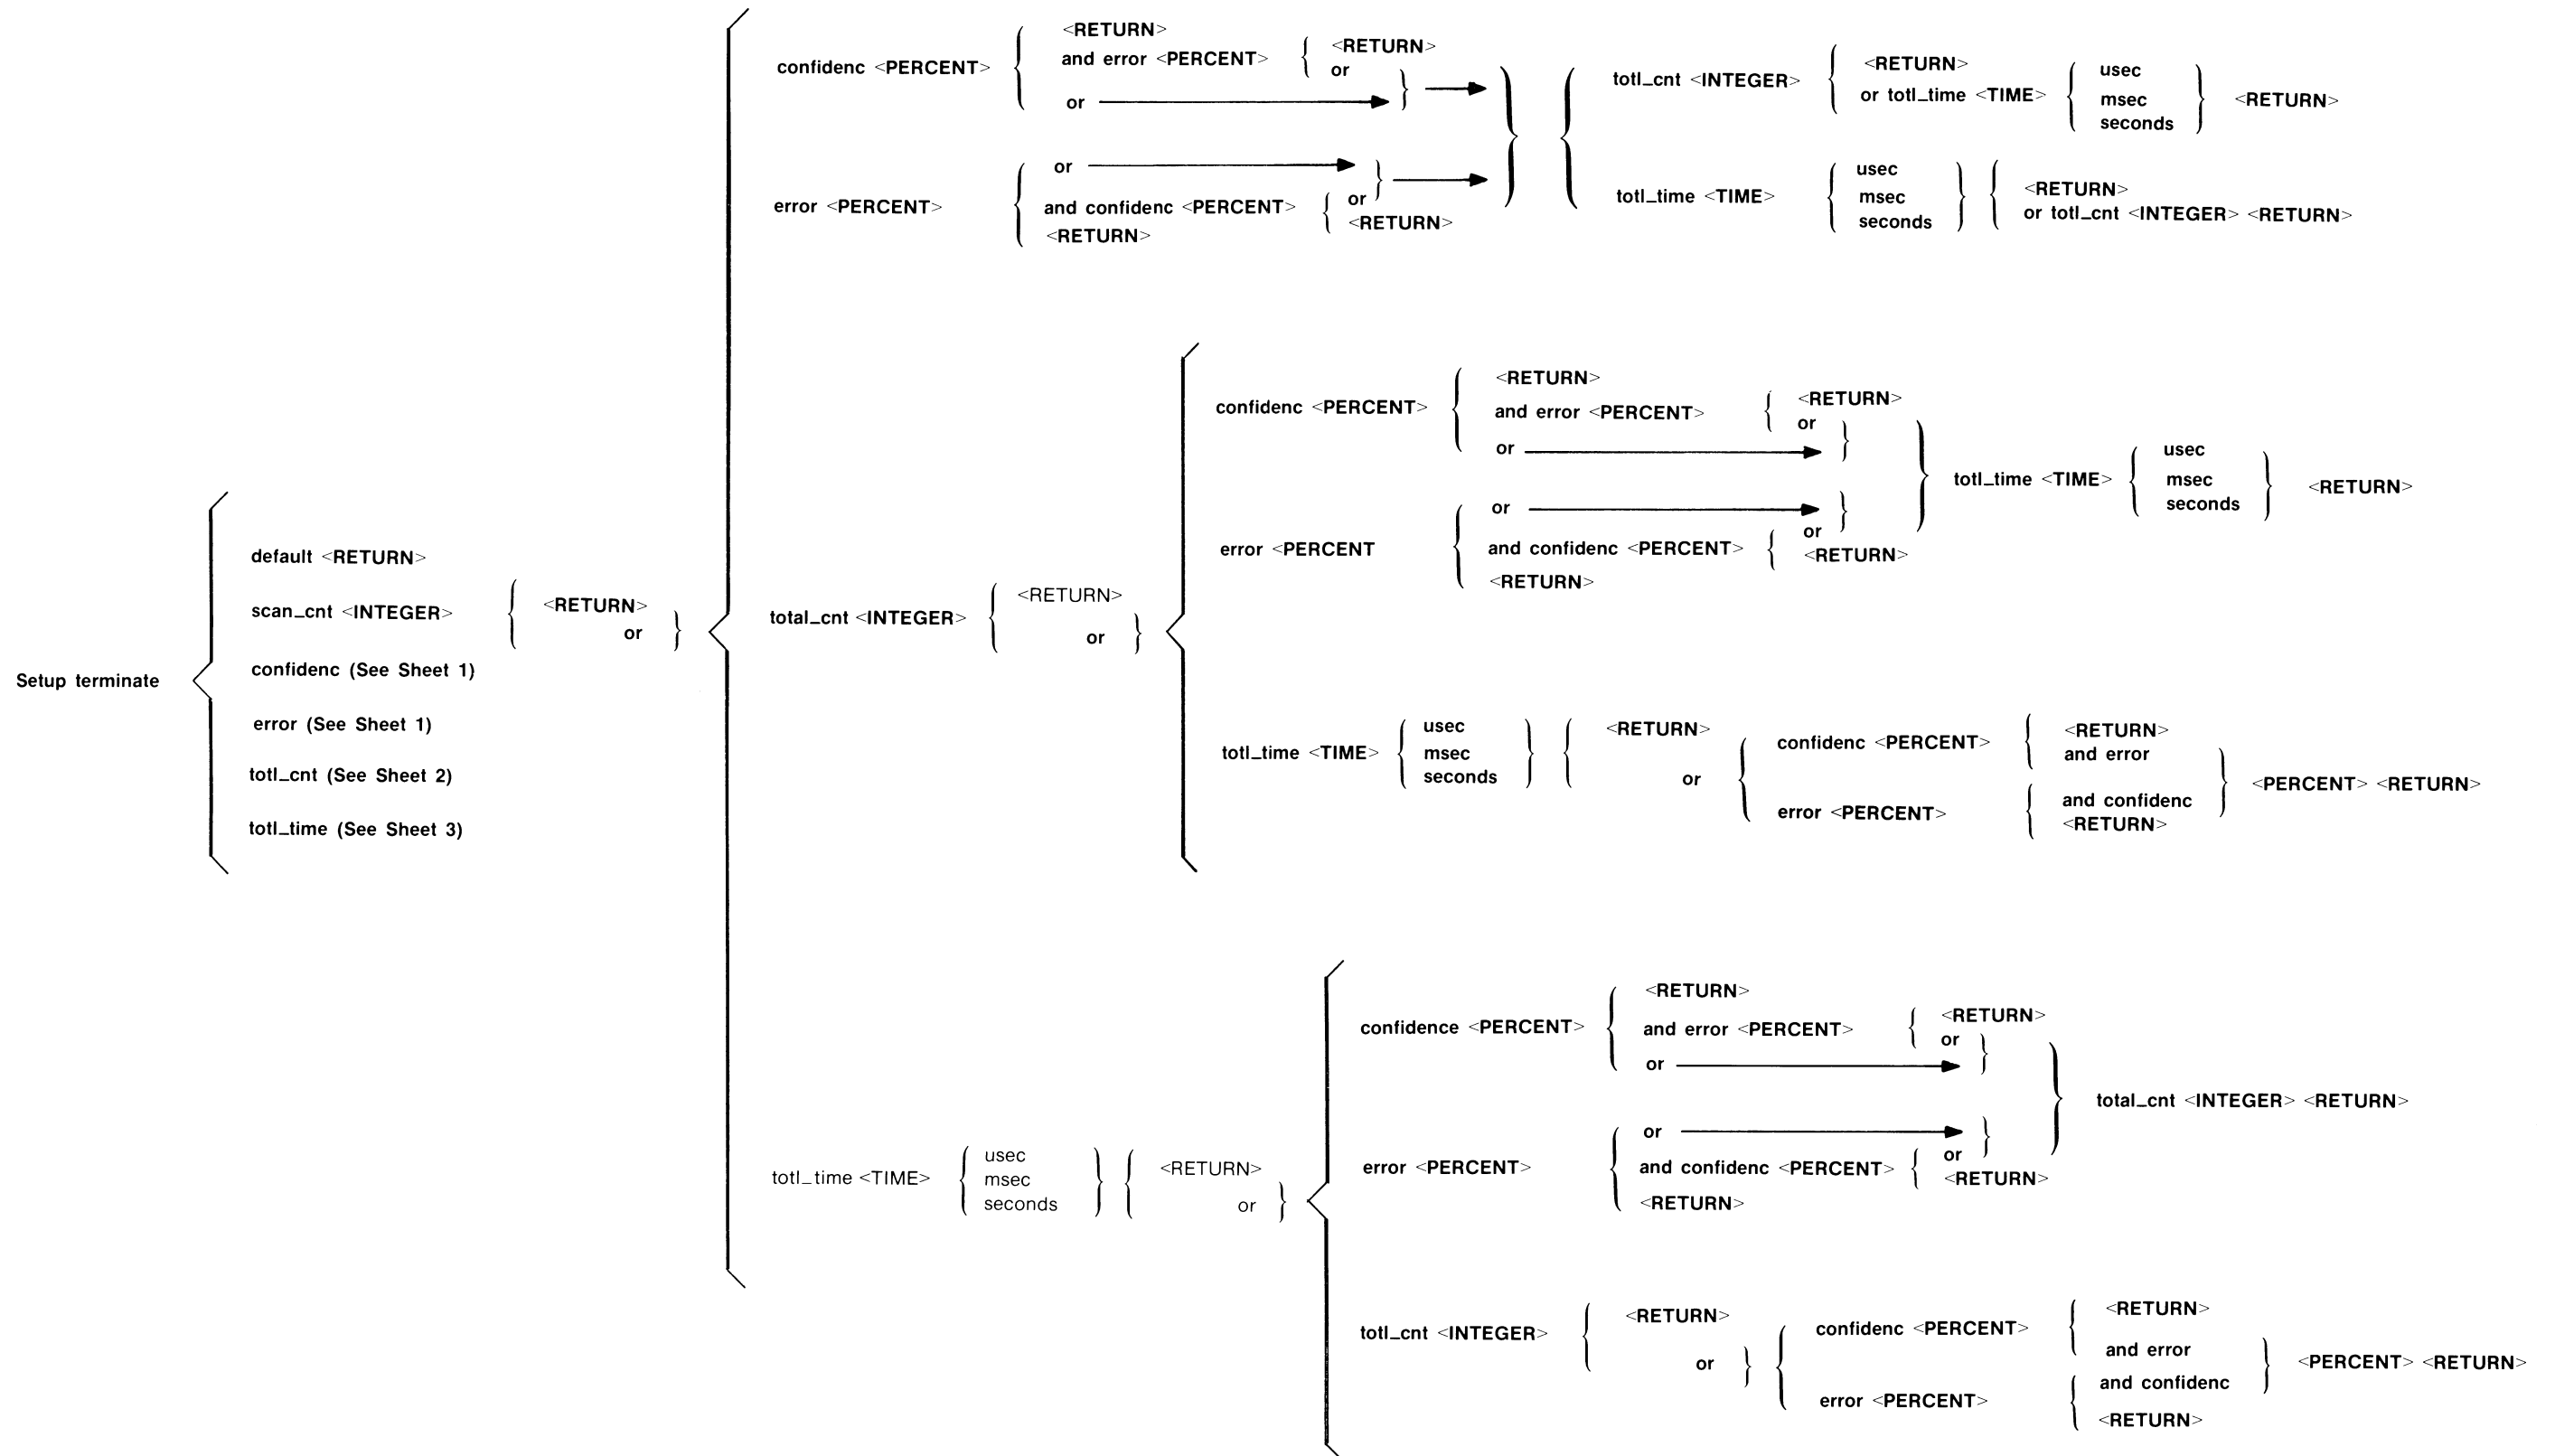 Setup terminate
default <RETURN>
scan_cnt <INTEGER>
<RETURN>
or
confidenc (See Sheet 1)
error (See Sheet 1)
totl_cnt (See Sheet 2)
totl_time (See Sheet 3)
confidenc <PERCENT>
<RETURN>
and error <PERCENT>
<RETURN>
or
or
error <PERCENT>
or
and confidenc <PERCENT>
or
<RETURN>
<RETURN>
totl_cnt <INTEGER>
<RETURN>
or totl_time <TIME>
usec
msec
seconds
<RETURN>
totl_time <TIME>
usec
msec
seconds
<RETURN>
or totl_cnt <INTEGER> <RETURN>
total_cnt <INTEGER>
<RETURN>
or
confidenc <PERCENT>
<RETURN>
and error <PERCENT>
<RETURN>
or
or
error <PERCENT
or
and confidenc <PERCENT>
or
<RETURN>
<RETURN>
totl_time <TIME>
usec
msec
seconds
<RETURN>
totl_time <TIME>
usec
msec
seconds
<RETURN>
or
confidenc <PERCENT>
<RETURN>
and error
error <PERCENT>
and confidenc
<RETURN>
<PERCENT> <RETURN>
totl_time <TIME>
usec
msec
seconds
<RETURN>
or
confidence <PERCENT>
<RETURN>
and error <PERCENT>
<RETURN>
or
or
error <PERCENT>
or
and confidenc <PERCENT>
or
<RETURN>
<RETURN>
total_cnt <INTEGER> <RETURN>
totl_cnt <INTEGER>
<RETURN>
or
confidenc <PERCENT>
<RETURN>
and error
error <PERCENT>
and confidenc
<RETURN>
<PERCENT> <RETURN>